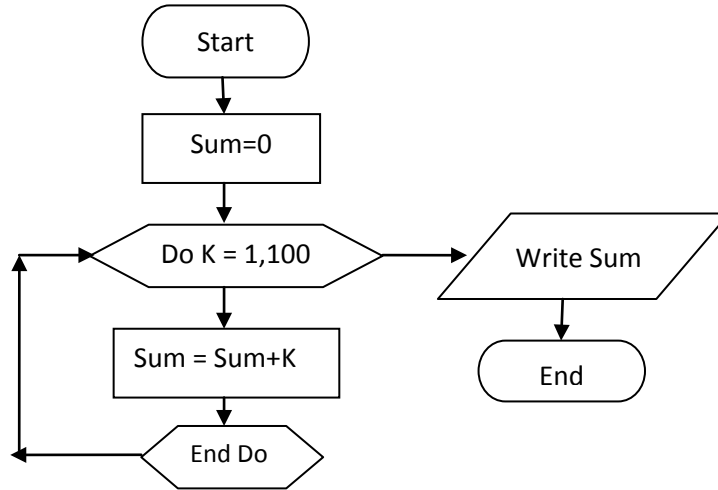 Start
Sum=0
Do K = 1,100
Write Sum
Sum = Sum+K
End
End Do